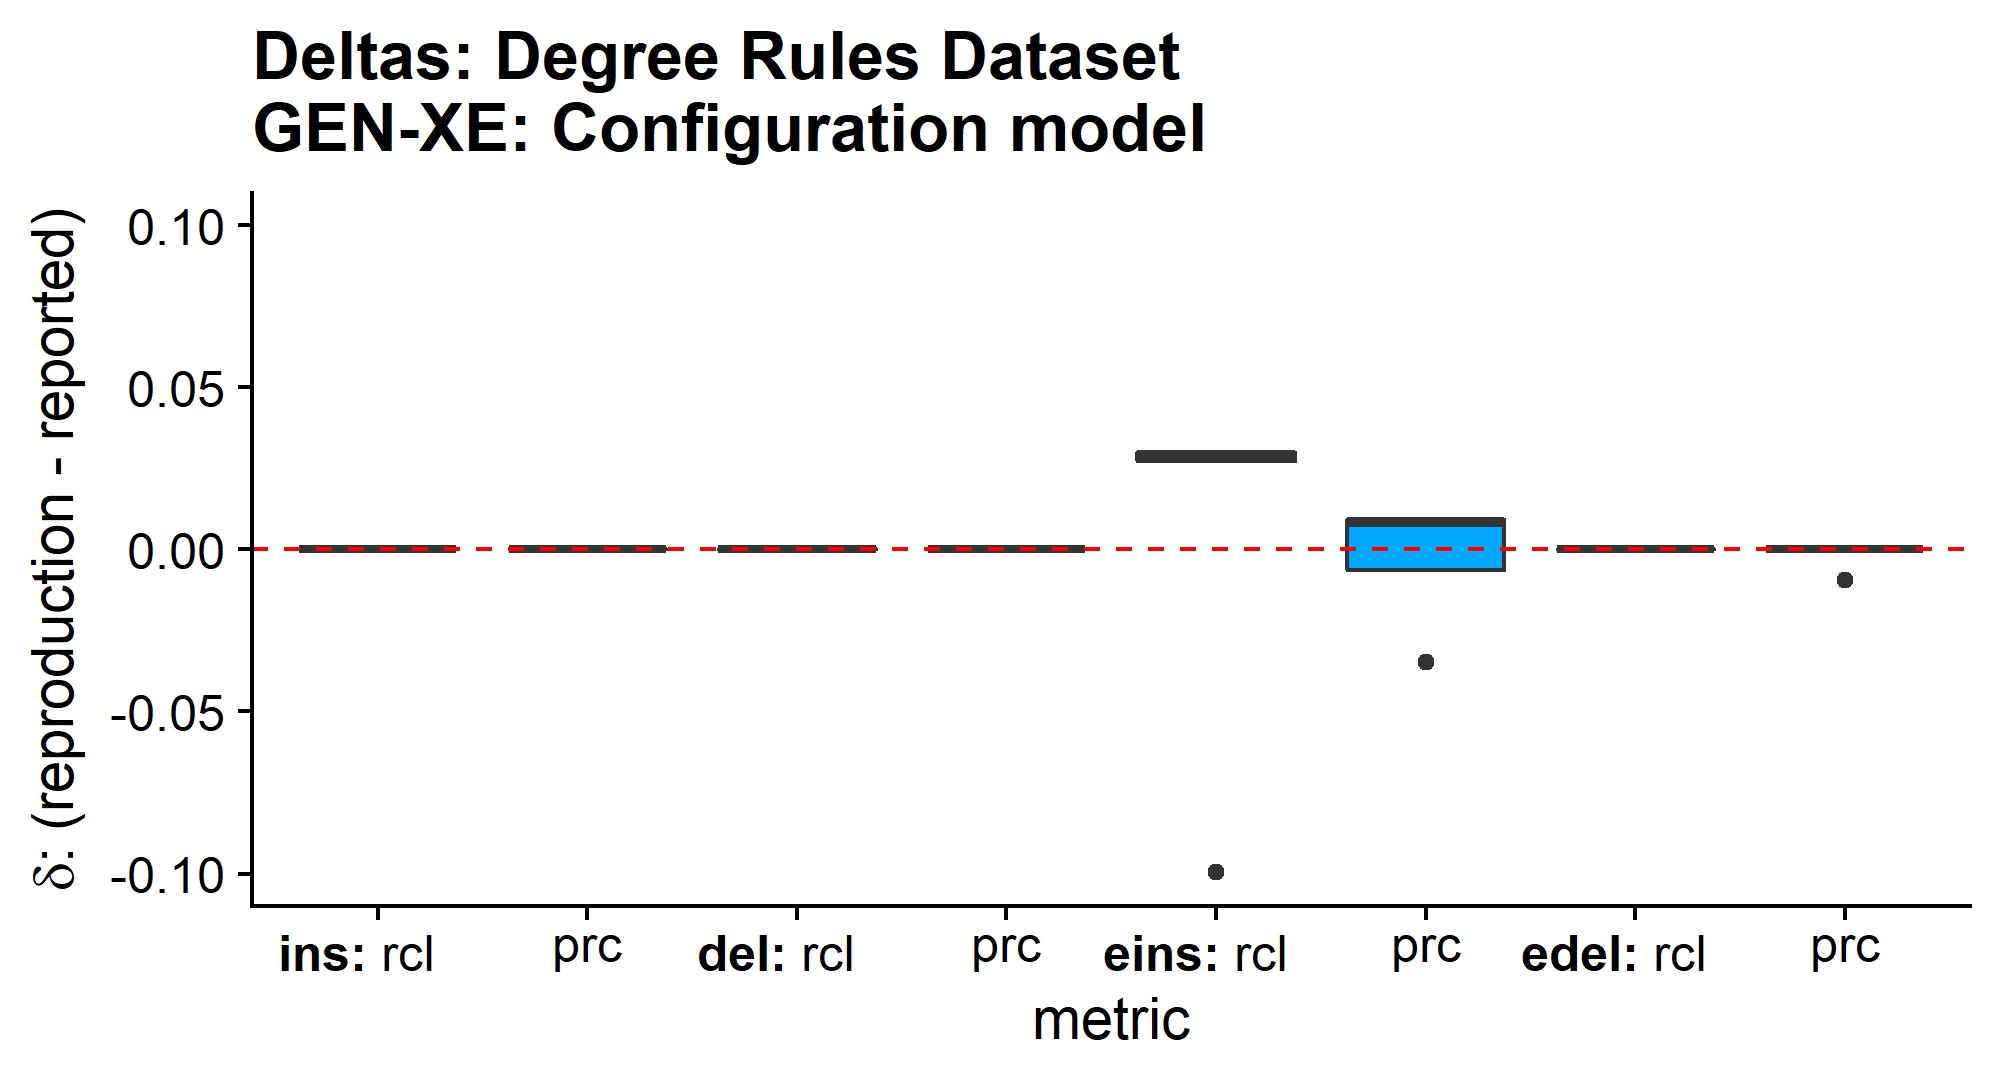 Deltas: Degree Rules Dataset
GEN-XE: Configuration model
δ: (reproduction - reported)
0.10
0.05
0.00
-0.05
-0.10
ins: rcl prc del: rcl prc eins: rcl prc edel: rcl prc
metric